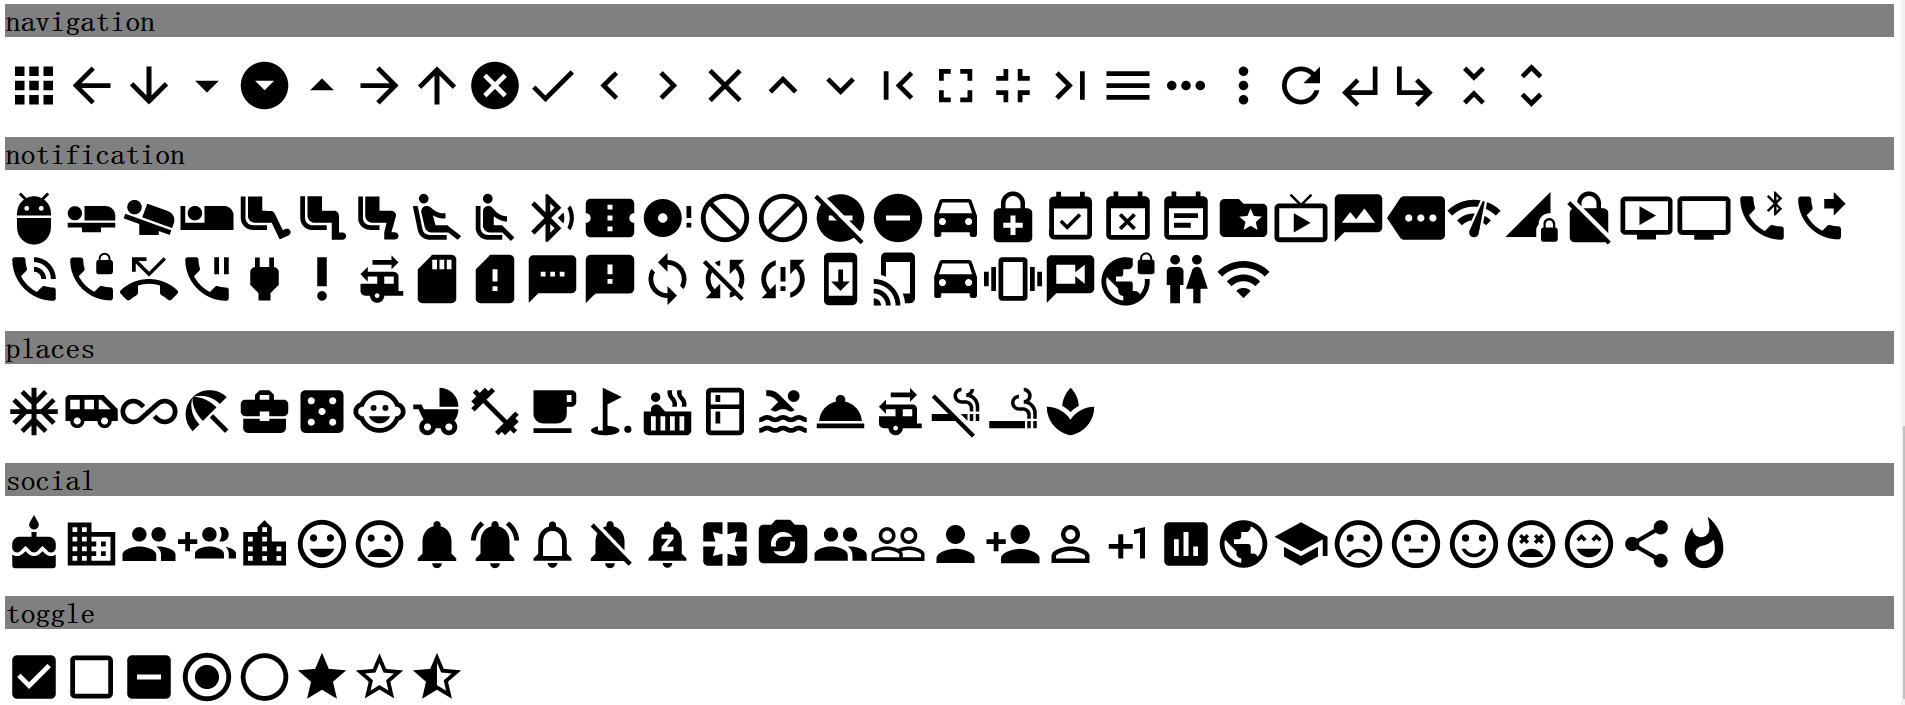 navigation
notification
places
social
+1
toggle